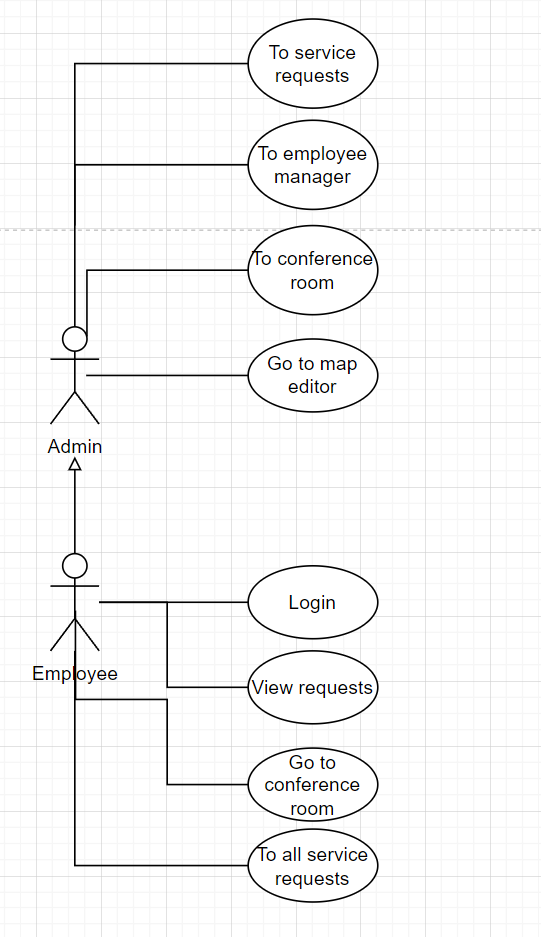 To service
requests
To employee
manager
To conference
room
Go to map
editor
Admin
Login
Employee
View requests
Go to
conference
room
To all service
requests